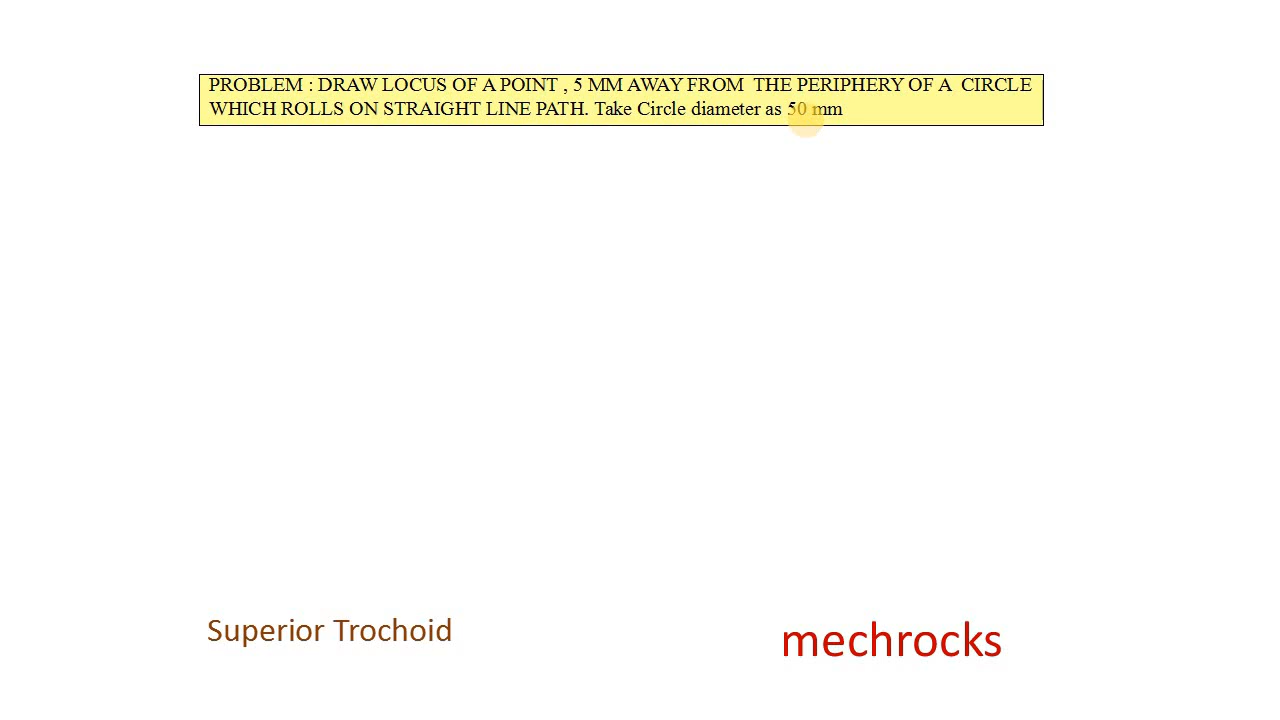 PROBLEM : DRAW LOCUS OF A POINT , 5 MM AWAY FROM THE PERIPHERY OF A CIRCLE
WHICH ROLLS ON STRAIGHT LINE PATH. Take Circle diameter as 50 mm
Superior Trochoid
mechrocks